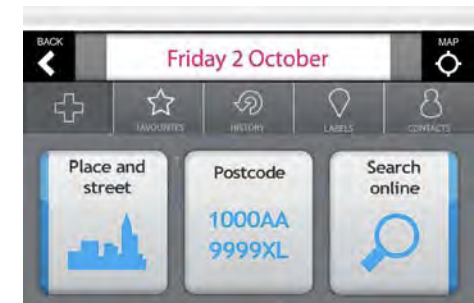 BACK
Friday 2 October
MAP
FAVOURITES
HISTORY
LABELS
CONTACTS
Place and
street
Postcode
1000AA
9999XL
Search
online